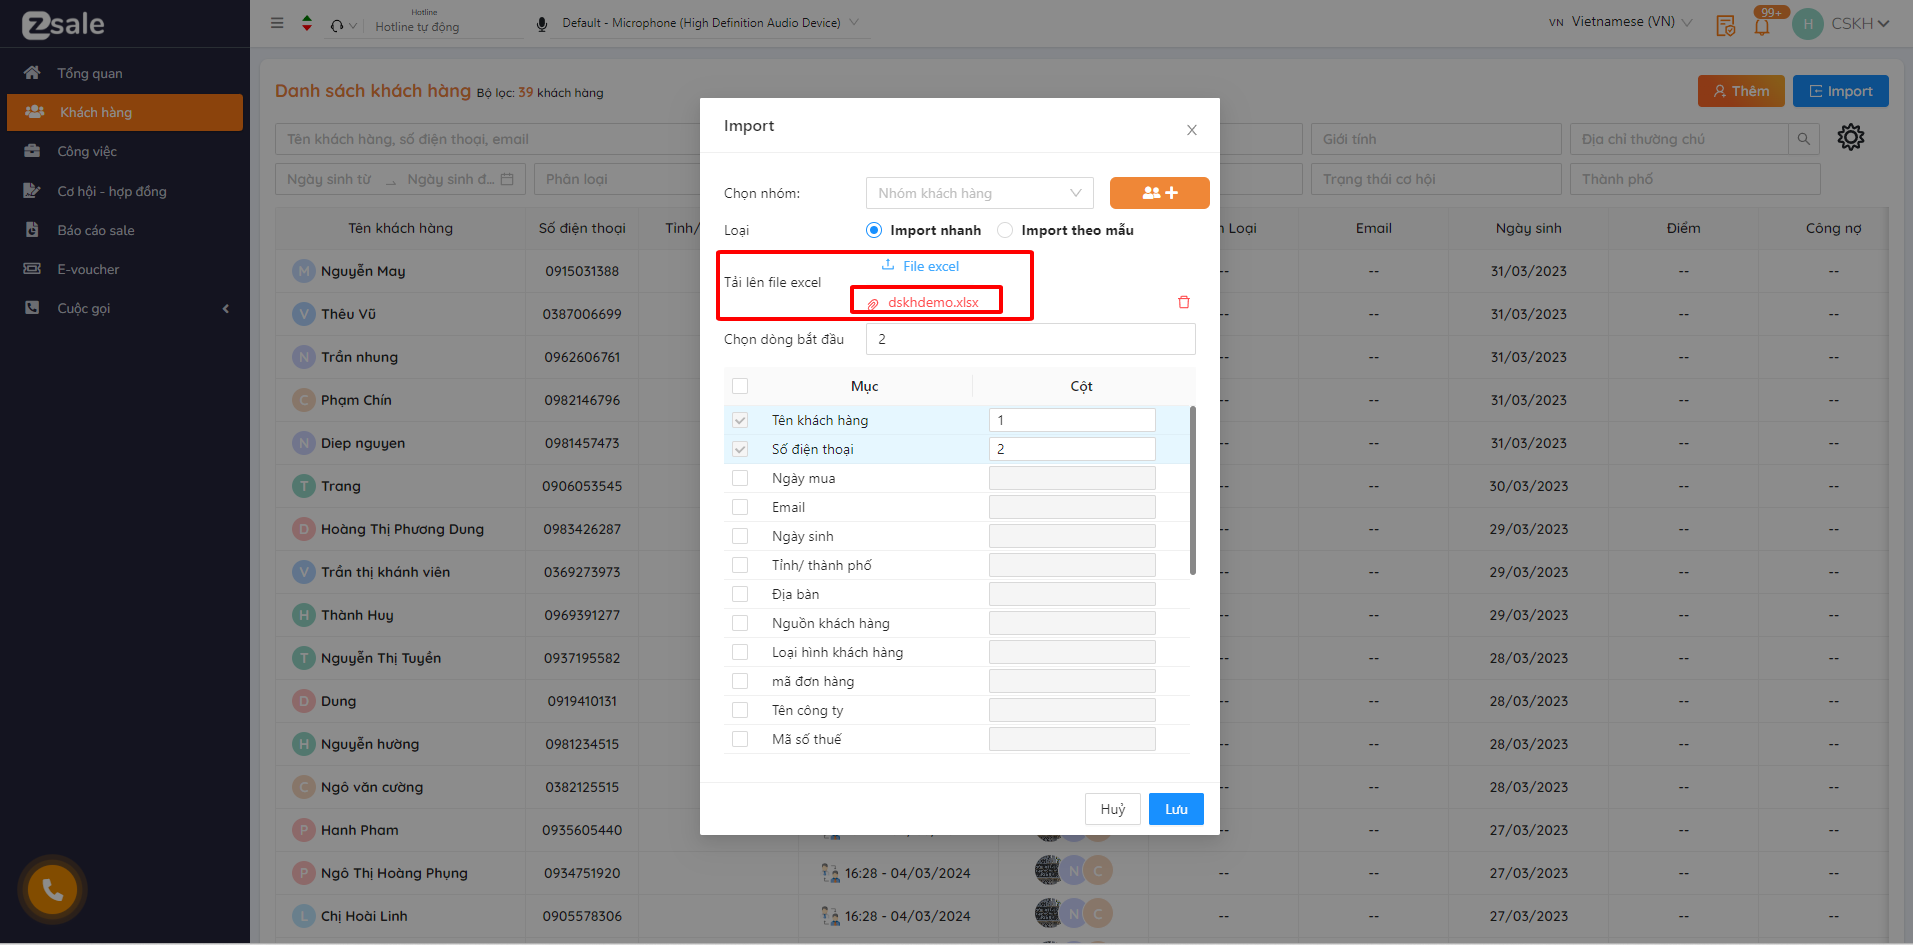 zsale
Hotline
Hotline tự động
Default - Microphone (High Definition Audio Device)
VN Vietnamese (VN)
99+
H CSKH
Tổng quan
Khách hàng
Công việc
Cơ hội - hợp đồng
Báo cáo sale
E-voucher
Cuộc gọi
Danh sách khách hàng Bộ lọc: 39 khách hàng
Thêm
Import
Tên khách hàng, số điện thoại, email
Giới tính
Địa chỉ thường chú
Ngày sinh từ → Ngày sinh đ...
Phân loại
Trạng thái cơ hội
Thành phố
Tên khách hàng Số điện thoại Tỉnh/ Loại Email Ngày sinh Điểm Công nợ
M Nguyễn May 0915031388 -- -- 31/03/2023 -- --
V Thêu Vũ 0387006699 -- -- 31/03/2023 -- --
N Trần nhung 0962606761 -- -- 31/03/2023 -- --
C Phạm Chín 0982146796 -- -- 31/03/2023 -- --
N Diep nguyen 0981457473 -- -- 31/03/2023 -- --
T Trang 0906053545 -- -- 30/03/2023 -- --
D Hoàng Thị Phương Dung 0983426287 -- -- 29/03/2023 -- --
V Trần thị khánh viên 0369273973 -- -- 29/03/2023 -- --
H Thành Huy 0969391277 -- -- 29/03/2023 -- --
T Nguyễn Thị Tuyền 0937195582 -- -- 28/03/2023 -- --
D Dung 0919410131 -- -- 28/03/2023 -- --
H Nguyễn hường 0981234515 -- -- 28/03/2023 -- --
C Ngô văn cường 0382125515 -- -- 28/03/2023 -- --
P Hanh Pham 0935605440 -- -- 27/03/2023 -- --
P Ngô Thị Hoàng Phụng 0934751920 16:28 - 04/03/2024 N C -- -- 27/03/2023 -- --
L Chị Hoài Linh 0905578306 16:28 - 04/03/2024 N C -- -- 27/03/2023 -- --
Import
Chọn nhóm: Nhóm khách hàng
Loại Import nhanh Import theo mẫu
Tải lên file excel
File excel
dskhdemo.xlsx
Chọn dòng bắt đầu 2
Mục Cột
Tên khách hàng 1
Số điện thoại 2
Ngày mua
Email
Ngày sinh
Tỉnh/ thành phố
Địa bàn
Nguồn khách hàng
Loại hình khách hàng
mã đơn hàng
Tên công ty
Mã số thuế
Huỷ
Lưu